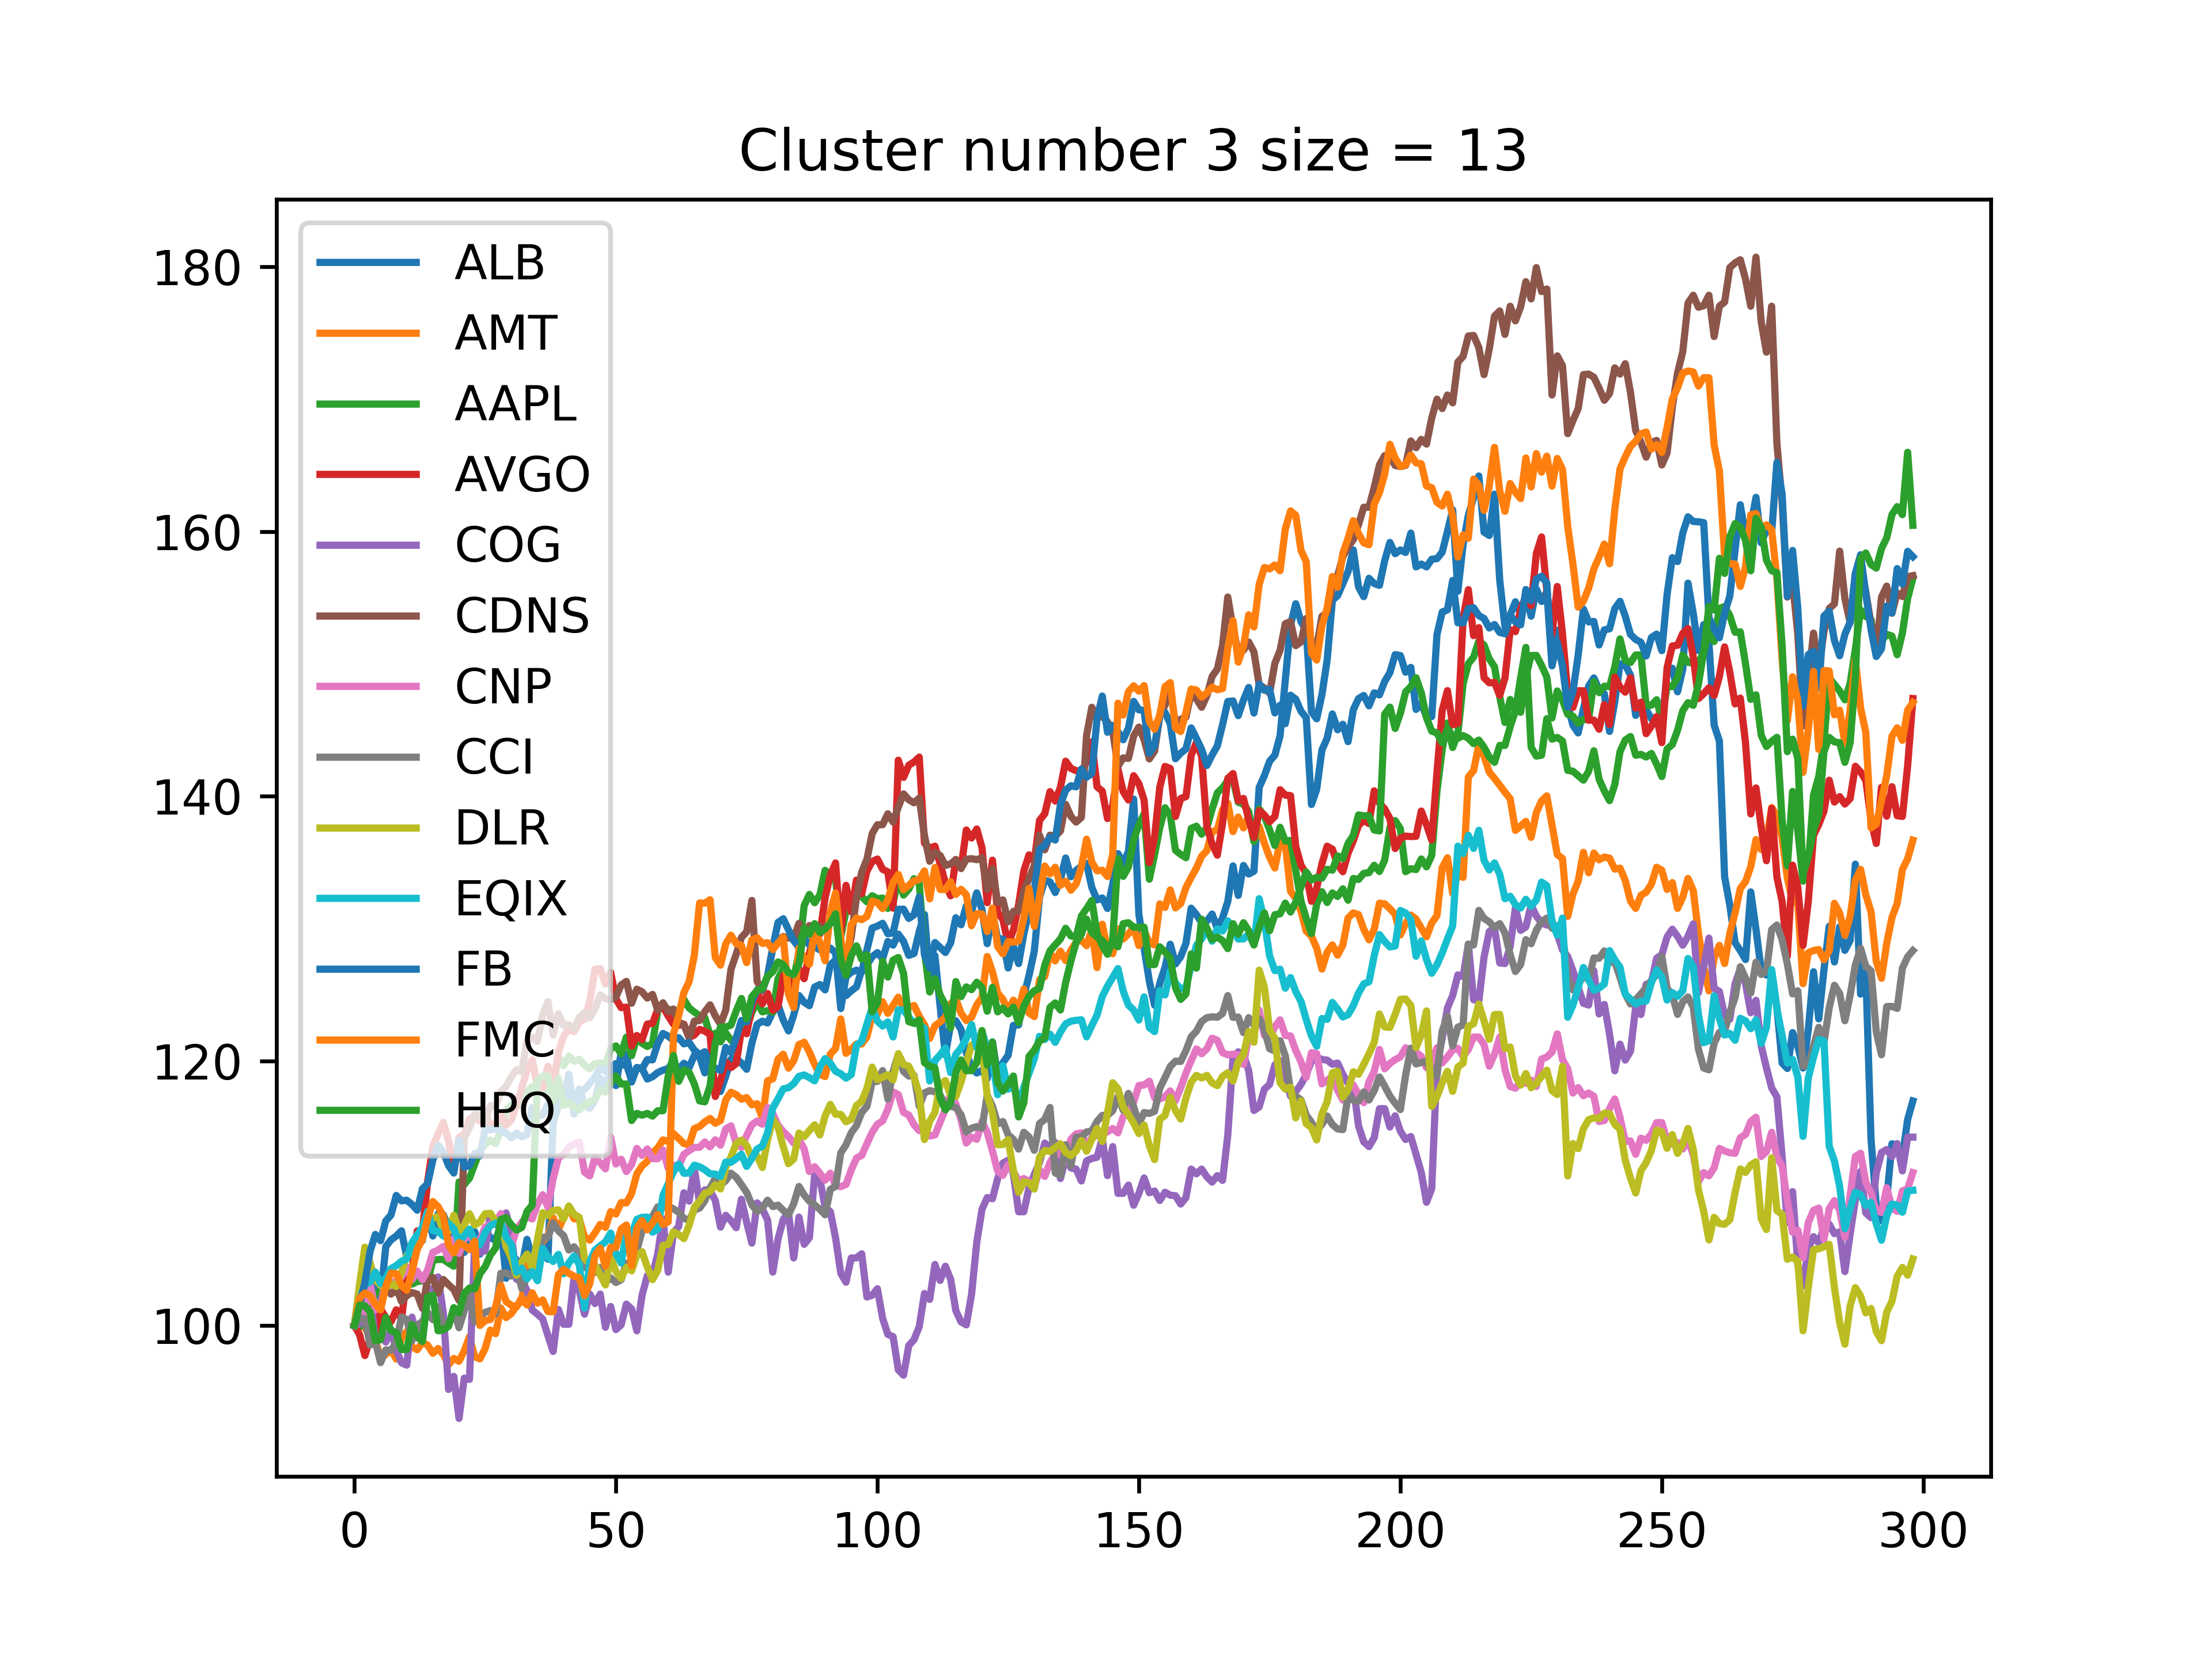 Cluster number 3 size = 13
180
160
140
120
100
ALB
AMT
AAPL
AVGO
COG
CDNS
CNP
CCI
DLR
EQIX
FB
FMC
HPQ
0 50 100 150 200 250 300